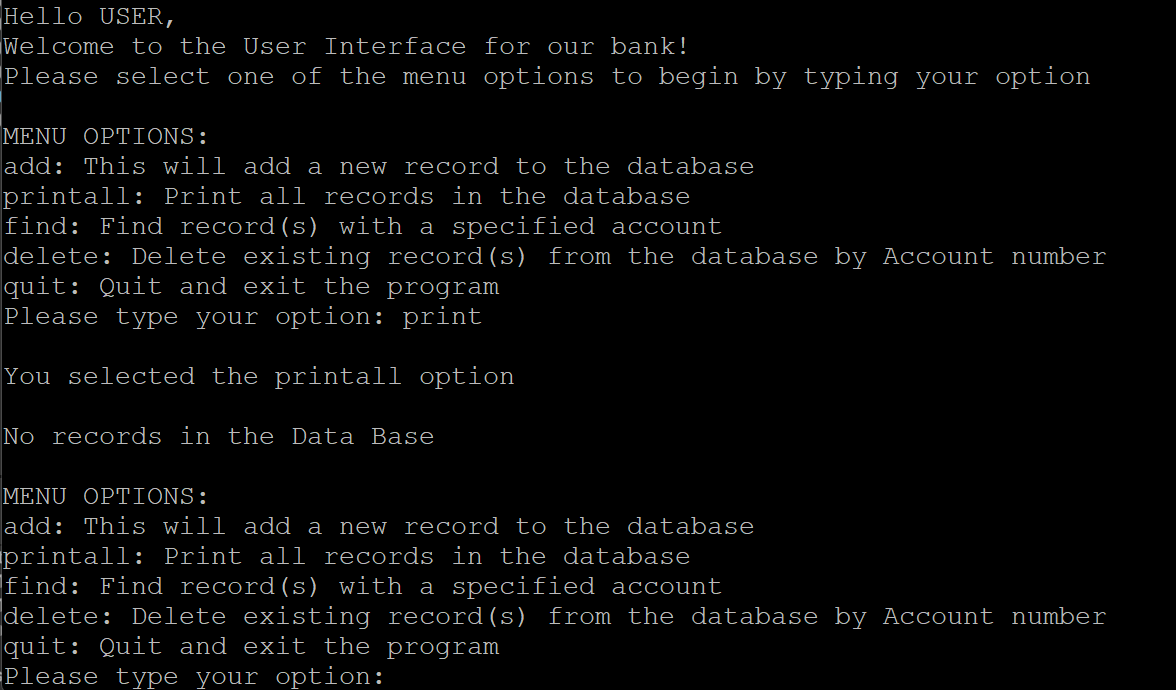 Hello USER,
Welcome to the User Interface for our bank!
Please select one of the menu options to begin by typing your option
MENU OPTIONS:
add: This will add a new record to the database
printall: Print all records in the database
find: Find record(s) with a specified account
delete: Delete existing record(s) from the database by Account number
quit: Quit and exit the program
Please type your option: print
You selected the printall option
No records in the Data Base
MENU OPTIONS:
add: This will add a new record to the database
printall: Print all records in the database
find: Find record(s) with a specified account
delete: Delete existing record(s) from the database by Account number
quit: Quit and exit the program
Please type your option: